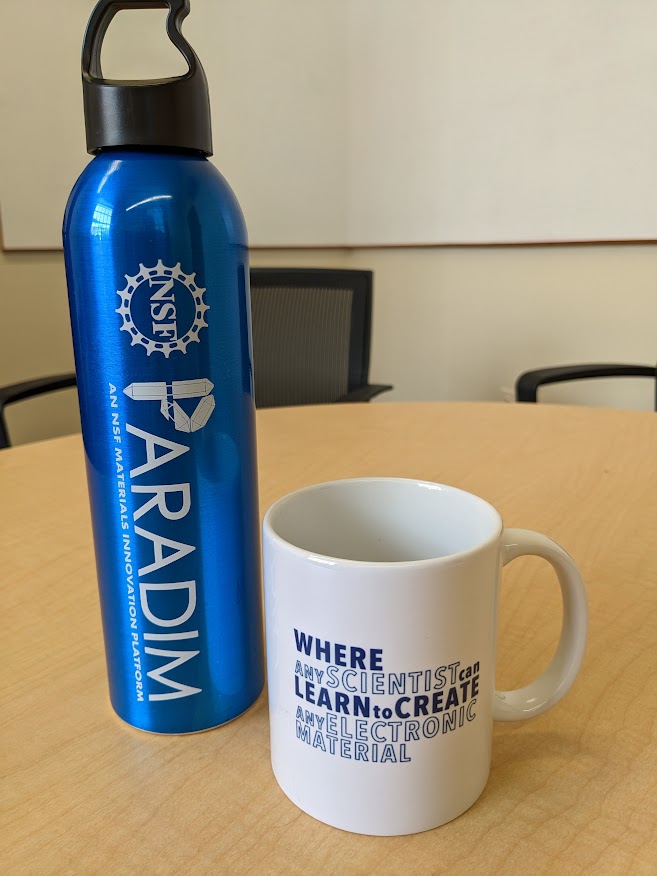 NSF
PARADIM
AN NSF MATERIALS INNOVATION PLATFORM
WHERE
ANY SCIENTIST can
LEARN to CREATE
ANY ELECTRONIC
MATERIAL